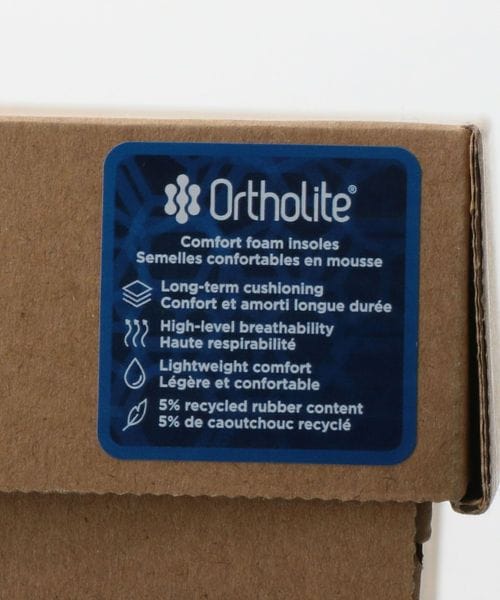 Ortholite®
Comfort foam insoles
Semelles confortables en mousse
Long-term cushioning
Confort et amorti longue durée
High-level breathability
Haute respirabilité
Lightweight comfort
Légère et confortable
5% recycled rubber content
5% de caoutchouc recyclé